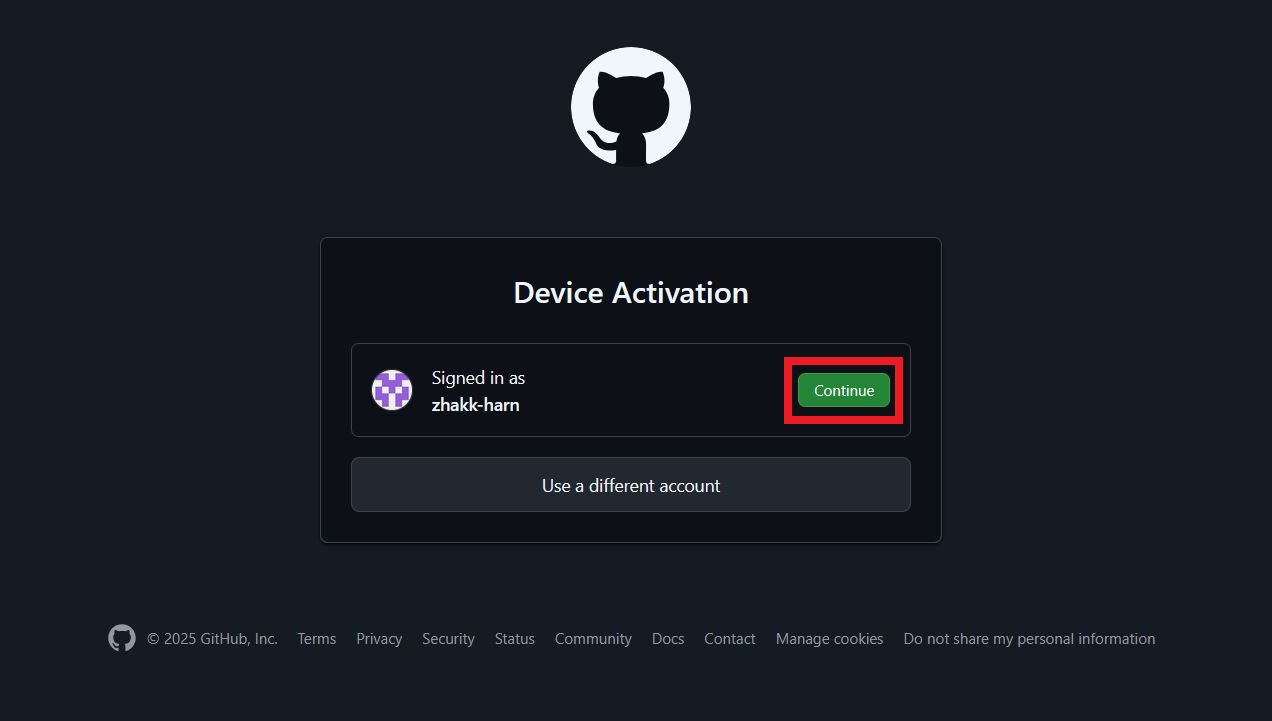 Device Activation
Signed in as
zhakk-harn
Continue
Use a different account
© 2025 GitHub, Inc. Terms Privacy Security Status Community Docs Contact Manage cookies Do not share my personal information